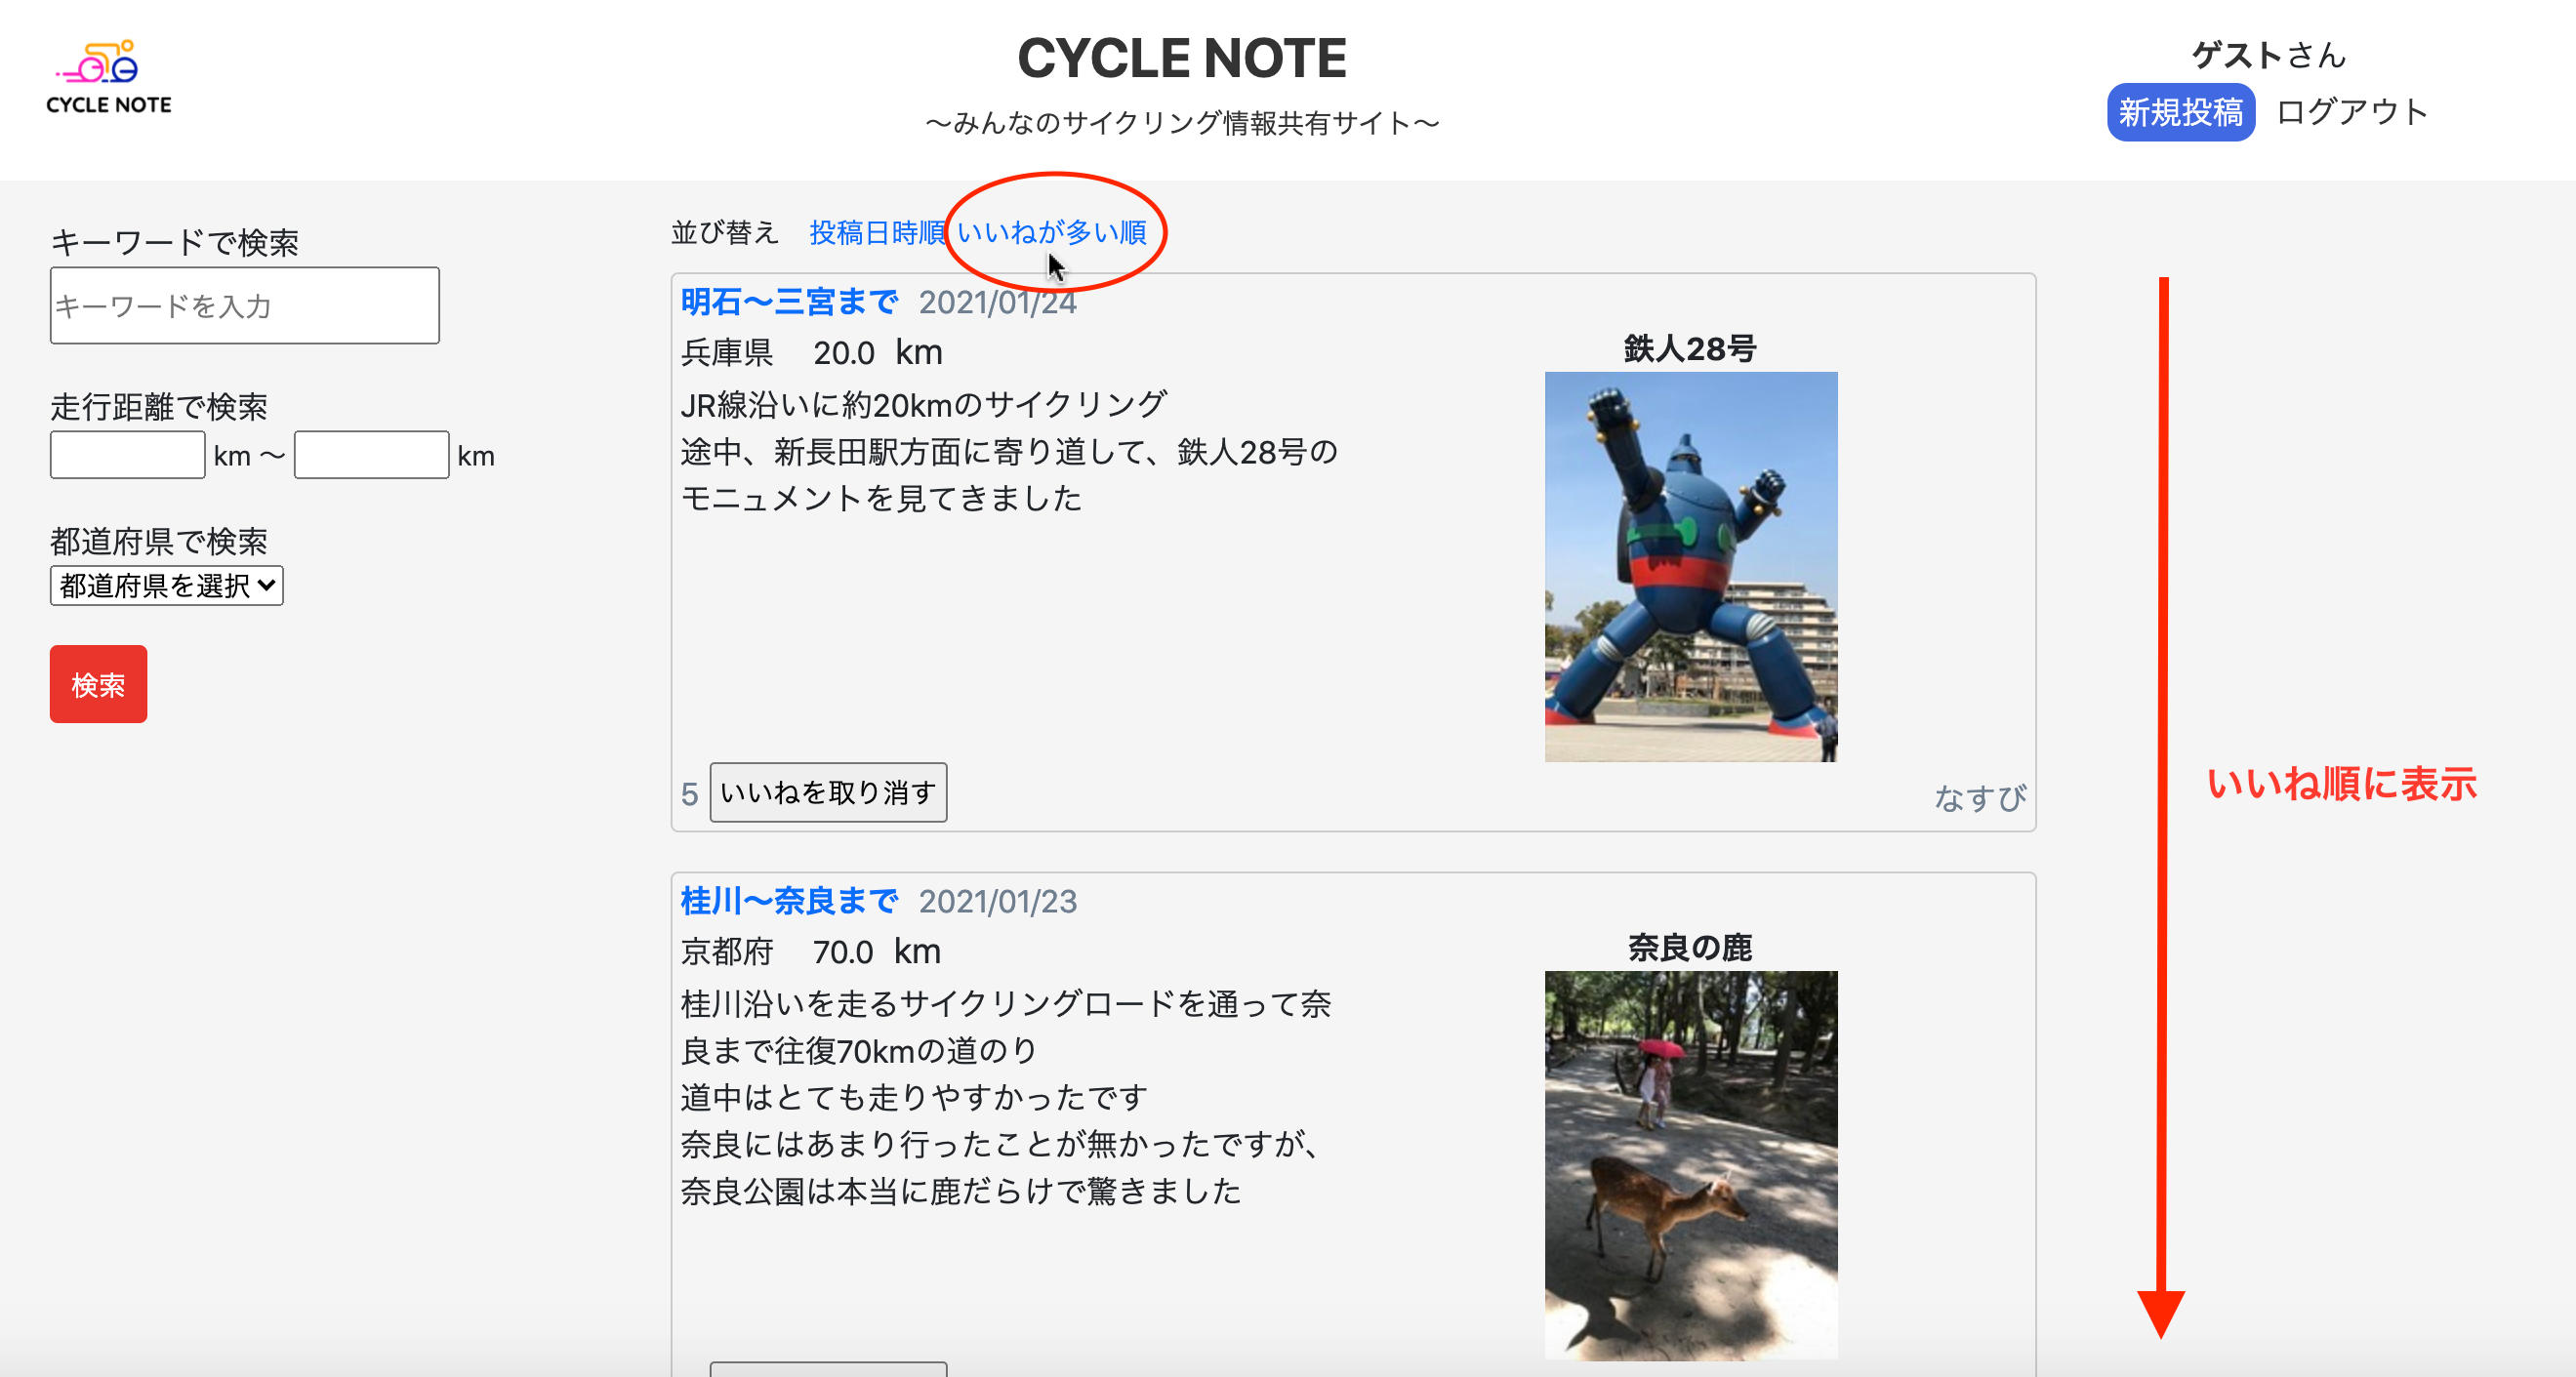 CYCLE NOTE
CYCLE NOTE
〜みんなのサイクリング情報共有サイト〜
ゲストさん
新規投稿 ログアウト
キーワードで検索
キーワードを入力
走行距離で検索
km 〜 km
都道府県で検索
都道府県を選択
検索
並び替え 投稿日時順 いいねが多い順
明石〜三宮まで 2021/01/24
兵庫県 20.0 km
JR線沿いに約20kmのサイクリング
途中、新長田駅方面に寄り道して、鉄人28号の
モニュメントを見てきました
鉄人28号
5 いいねを取り消す
なすび
桂川〜奈良まで 2021/01/23
京都府 70.0 km
桂川沿いを走るサイクリングロードを通って奈
良まで往復70kmの道のり
道中はとても走りやすかったです
奈良にはあまり行ったことが無かったですが、
奈良公園は本当に鹿だらけで驚きました
奈良の鹿
いいね順に表示